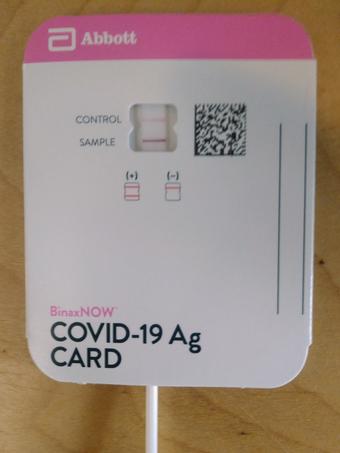 Abbott
CONTROL
SAMPLE
(+) (-)
BinaxNOW™
COVID-19 Ag
CARD